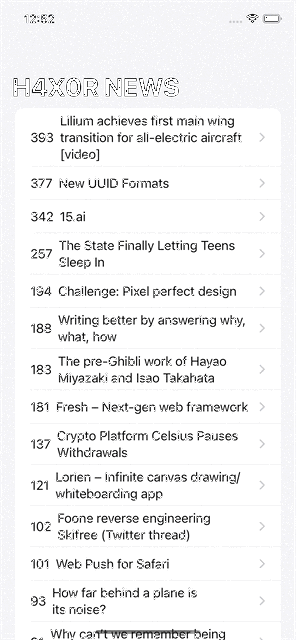 12:52
H4X0R NEWS
Lilium achieves first main wing
393 transition for all-electric aircraft
[video]
377 New UUID Formats
342 15.ai
257 The State Finally Letting Teens
Sleep In
194 Challenge: Pixel perfect design
188 Writing better by answering why,
what, how
183 The pre-Ghibli work of Hayao
Miyazaki and Isao Takahata
181 Fresh – Next-gen web framework
137 Crypto Platform Celsius Pauses
Withdrawals
121 Lorien – Infinite canvas drawing/
whiteboarding app
102 Foone reverse engineering
Skifree (Twitter thread)
101 Web Push for Safari
93 How far behind a plane is
its noise?
Why can't we remember being